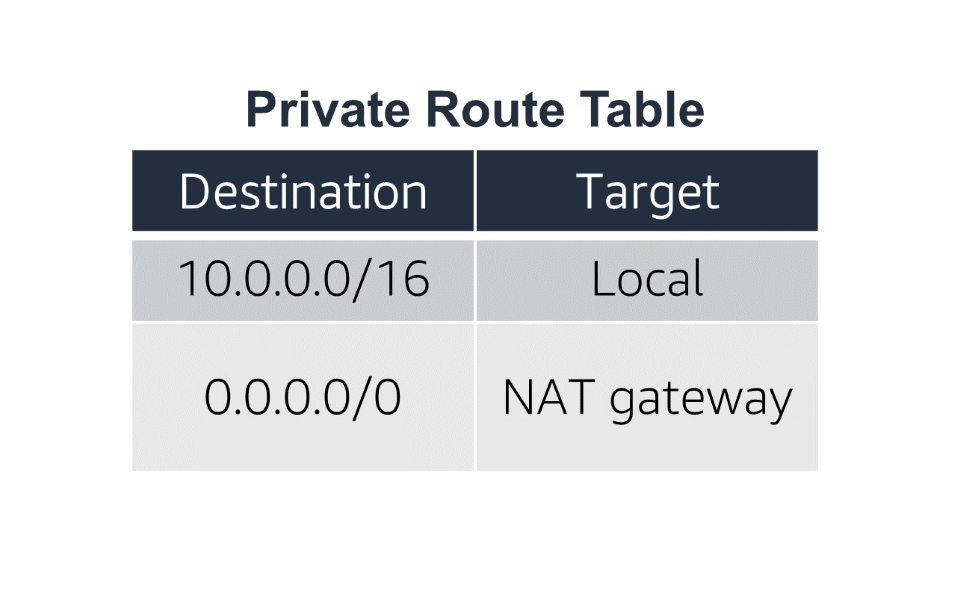 Private Route Table
Destination Target
10.0.0.0/16 Local
0.0.0.0/0 NAT gateway